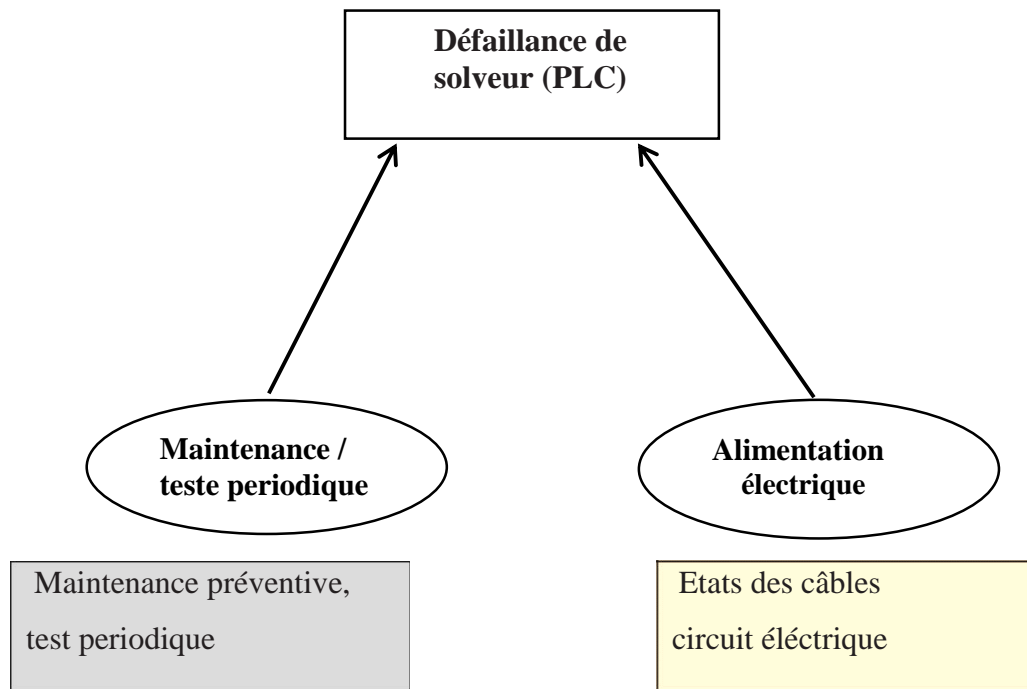 Défaillance de
solveur (PLC)
Maintenance /
teste periodique
Alimentation
électrique
Maintenance préventive,
test periodique
Etats des câbles
circuit éléctrique